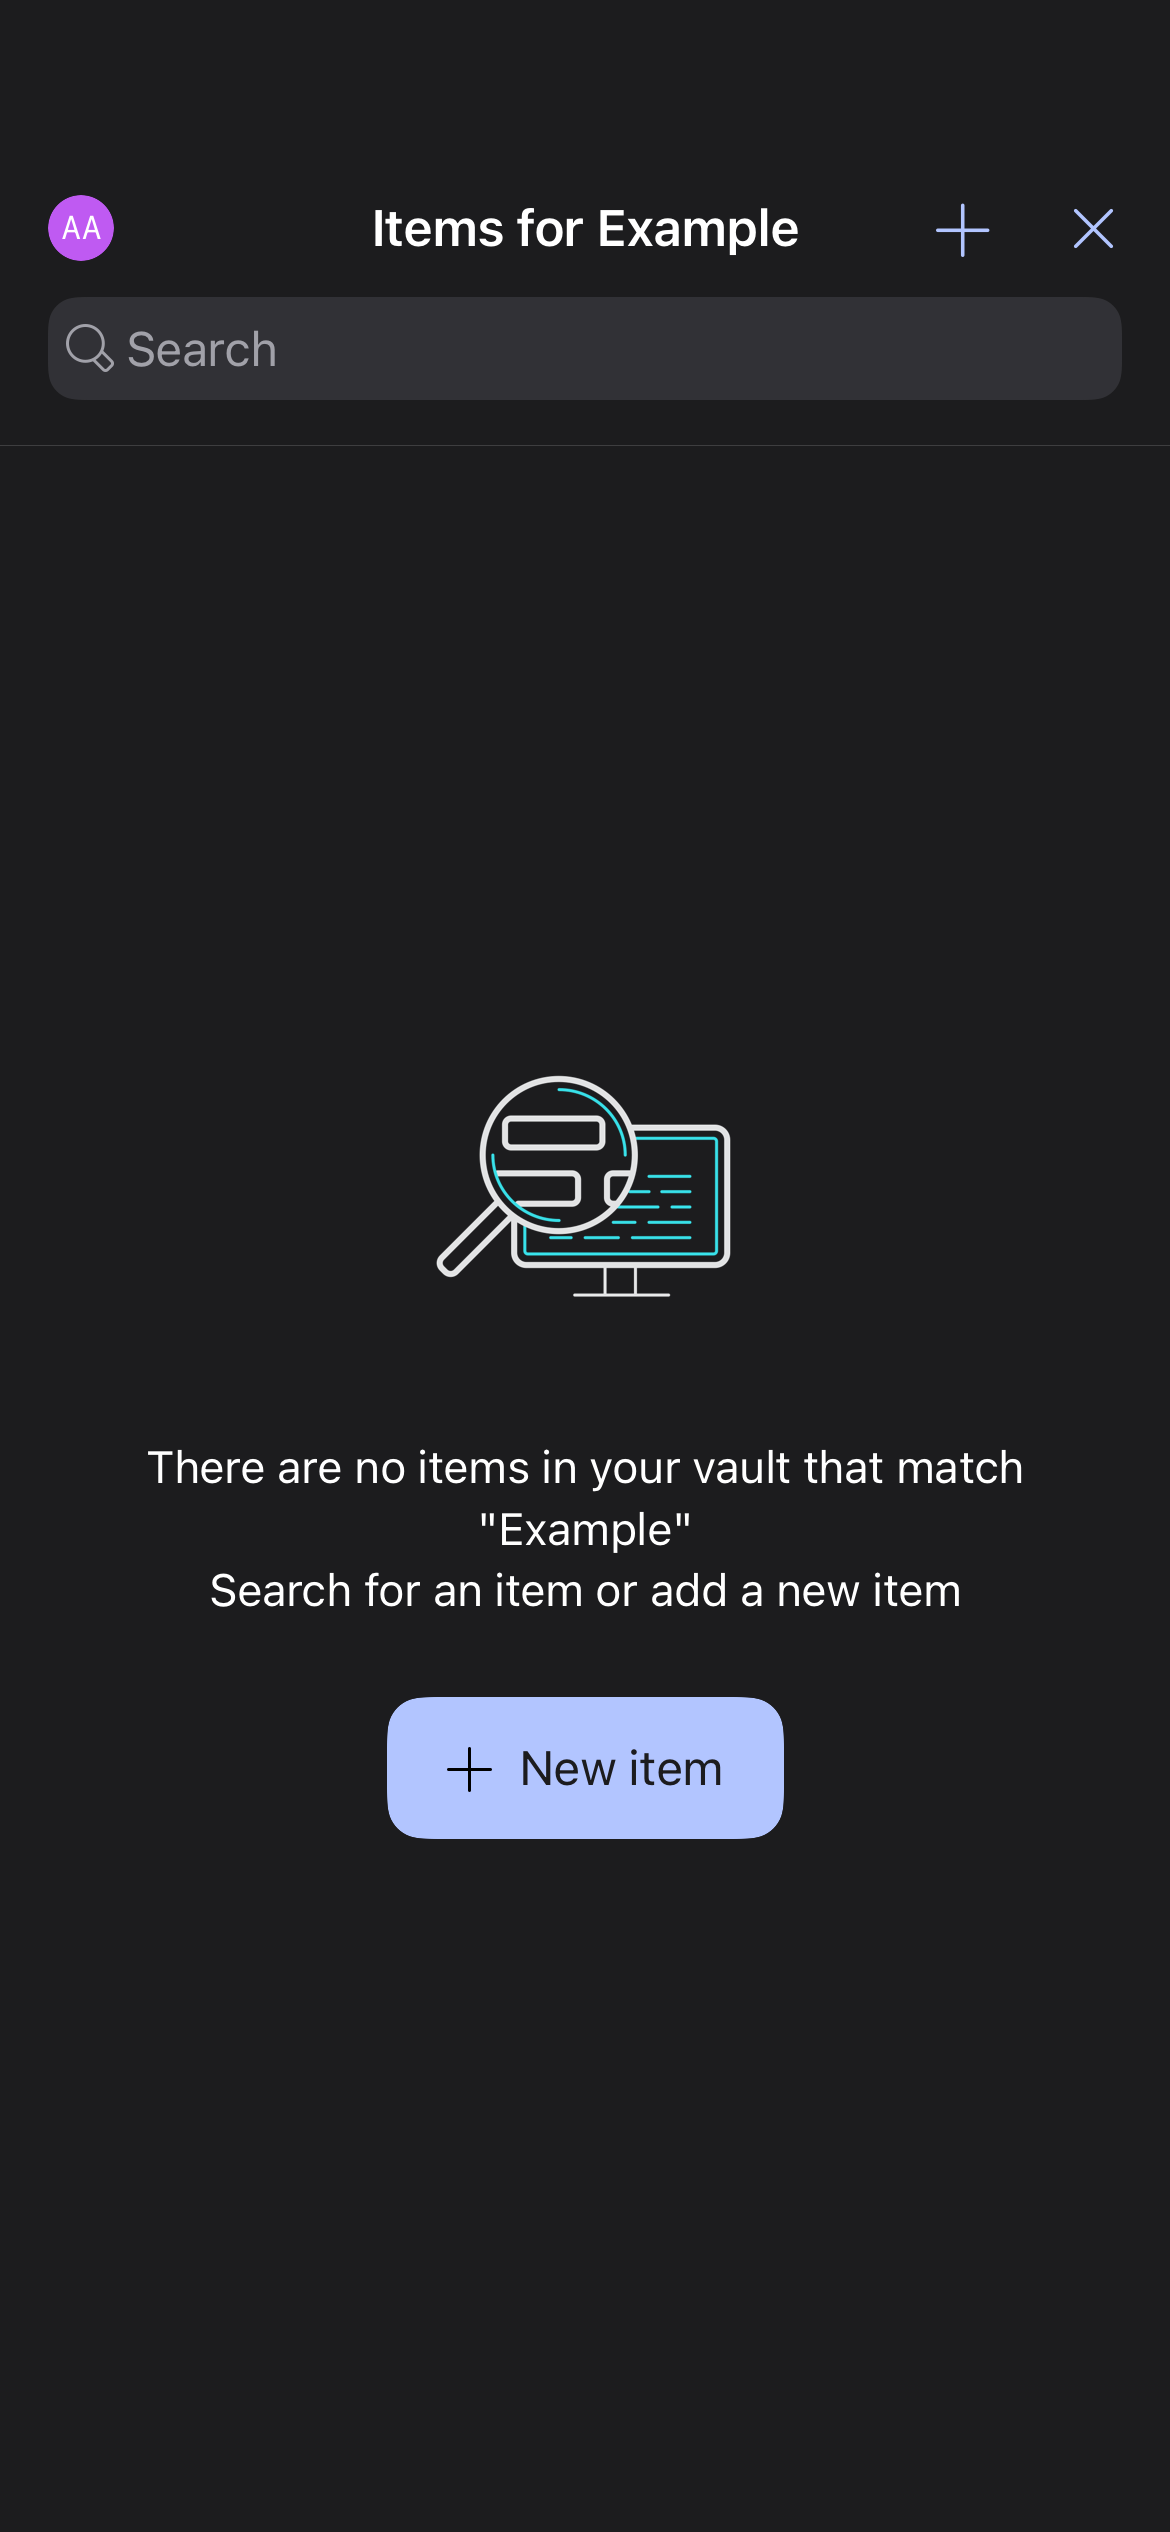 AA
Items for Example
Search
There are no items in your vault that match
"Example"
Search for an item or add a new item
New item